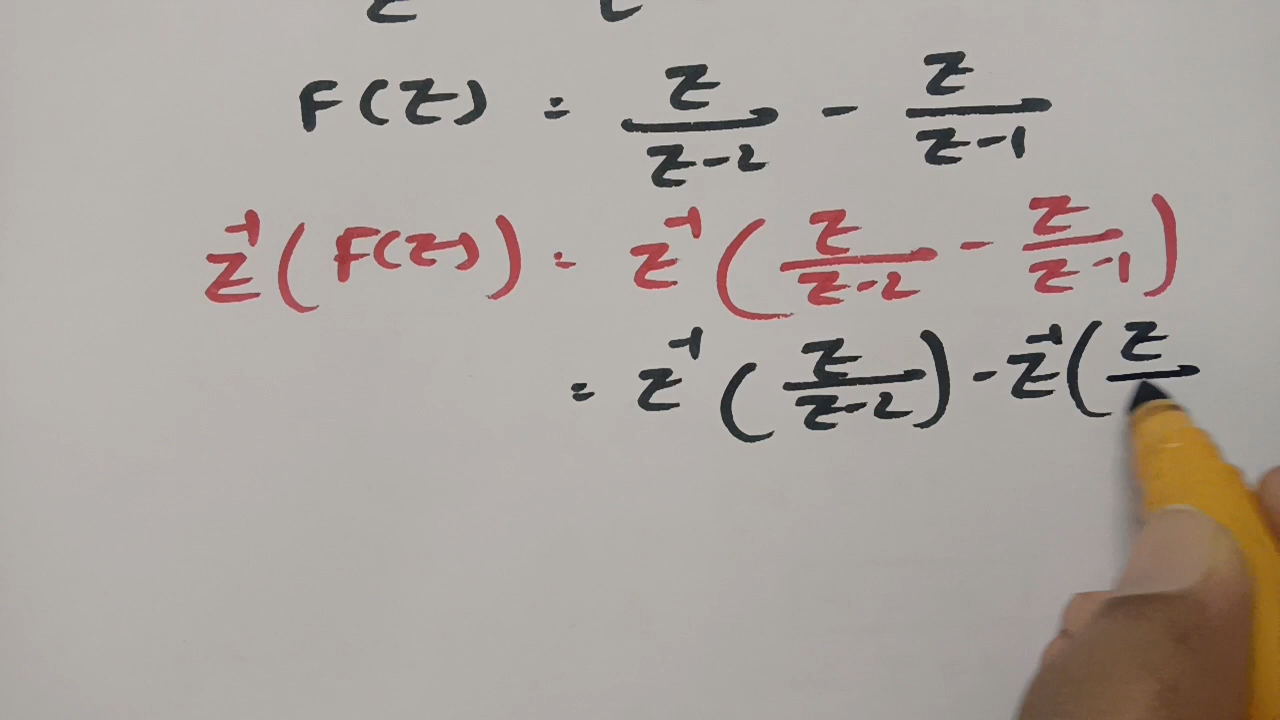 F(Z) = Z/(Z-2) - Z/(Z-1)
Z⁻¹(F(Z)) = Z⁻¹(Z/(Z-2) - Z/(Z-1))
= Z⁻¹(Z/(Z-2)) - Z⁻¹(Z/